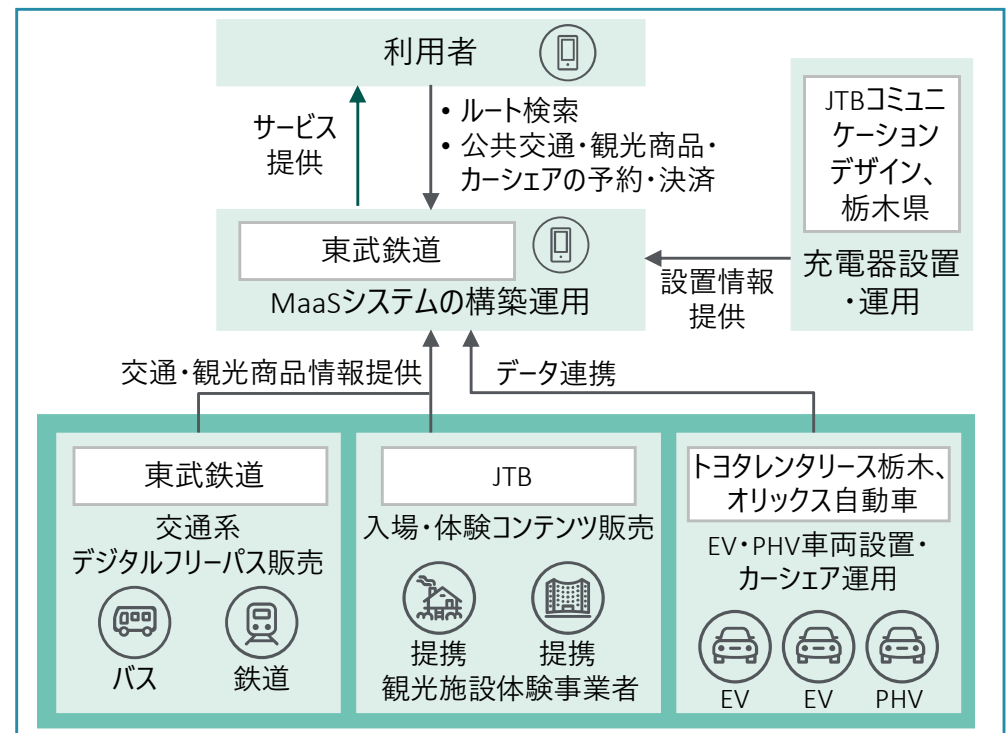 利用者
サービス
提供
• ルート検索
• 公共交通・観光商品・
カーシェアの予約・決済
JTBコミュニ
ケーション
デザイン、
栃木県
充電器設置
・運用
東武鉄道
MaaSシステムの構築運用
設置情報
提供
交通・観光商品情報提供
データ連携
東武鉄道
交通系
デジタルフリーパス販売
バス
鉄道
JTB
入場・体験コンテンツ販売
提携
提携
観光施設体験事業者
トヨタレンタリース栃木、
オリックス自動車
EV・PHV車両設置・
カーシェア運用
EV
EV
PHV